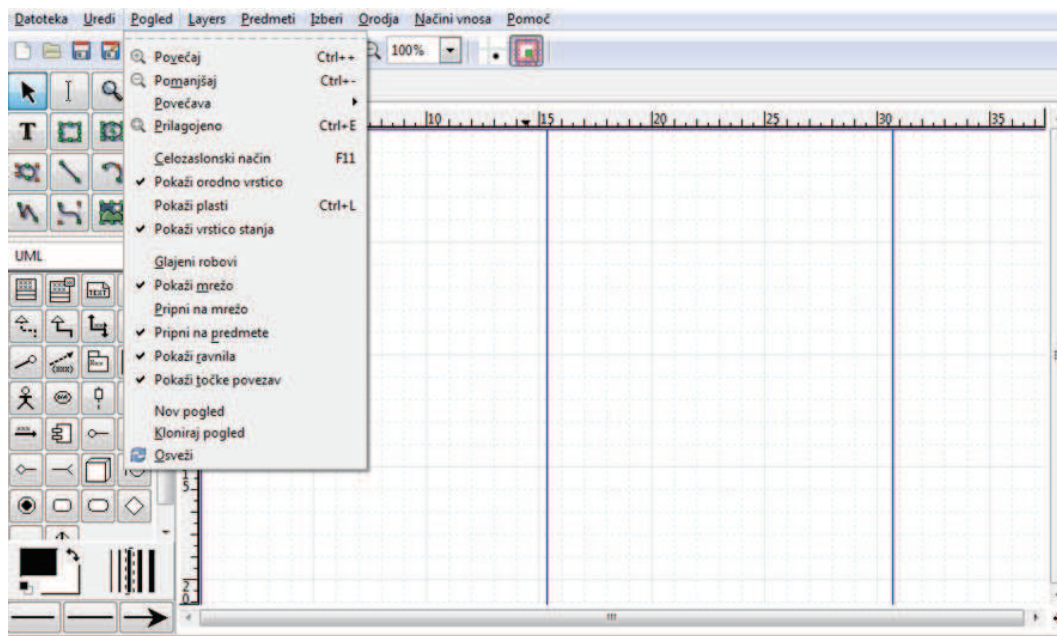 Datoteka Uredi Pogled Layers Predmeti Izberi Orodja Načini vnosa Pomoč
100%
Povečaj Ctrl++
Pomanjšaj Ctrl+-
Povečava
Prilagojeno Ctrl+E
Celozaslonski način F11
Pokaži orodno vrstico
Pokaži plasti Ctrl+L
Pokaži vrstico stanja
Glajeni robovi
Pokaži mrežo
Pripni na mrežo
Pripni na predmete
Pokaži ravnila
Pokaži točke povezav
Nov pogled
Kloniraj pogled
Osveži
10 15 20 25 30 35
T
UML
TEXT
15
20